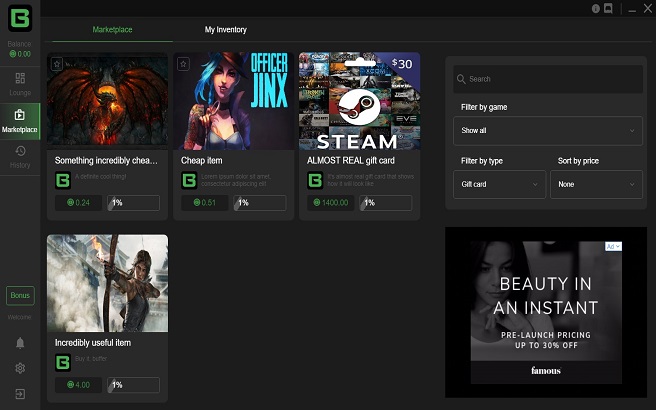 Marketplace
My Inventory
Balance
0.00
Lounge
Marketplace
History
Bonus
Welcome
OFFICER
JINX
$30
XCOM
EVE
STEAM
Something incredibly chea...
A definite cool thing!
0.24
1%
Cheap item
Lorem ipsum dolor sit amet,
consectetur adipiscing elit
0.51
1%
ALMOST REAL gift card
It's almost real gift card that shows
how it will look like
1400.00
1%
Incredibly useful item
Buy it, buffer
4.00
1%
Search
Filter by game
Show all
Filter by type
Sort by price
Gift card
None
Ad
BEAUTY IN
AN INSTANT
PRE-LAUNCH PRICING
UP TO 30% OFF
famous